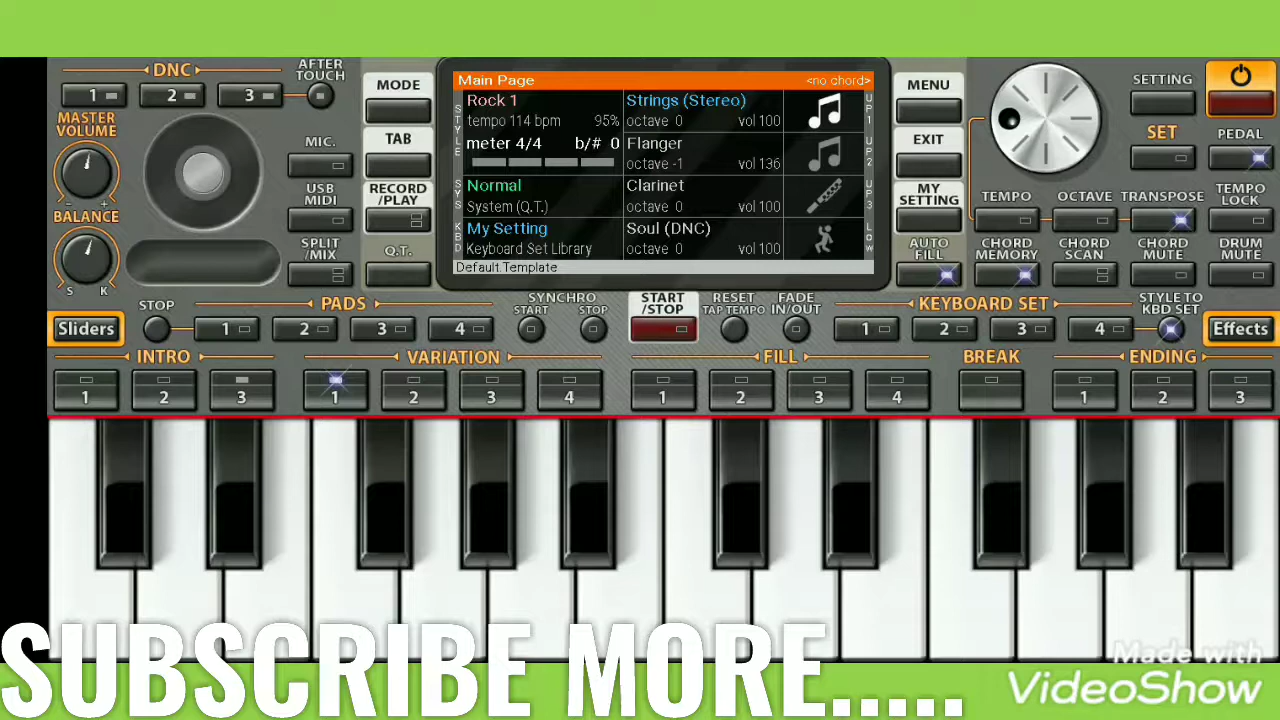 DNC
AFTER TOUCH
1 2 3
MASTER VOLUME
- +
BALANCE
S K
MIC.
USB MIDI
SPLIT /MIX
MODE
TAB
RECORD /PLAY
Q.T.
Main Page <no chord>
STYLE
Rock 1
tempo 114 bpm 95%
meter 4/4 b/# 0
SYS
Normal
System (Q.T.)
KBD
My Setting
Keyboard Set Library
Strings (Stereo)
octave 0 vol 100
UP1
Flanger
octave -1 vol 136
UP2
Clarinet
octave 0 vol 100
UP3
Soul (DNC)
octave 0 vol 100
Low
Default.Template
MENU
EXIT
MY SETTING
AUTO FILL
SETTING
SET
PEDAL
TEMPO OCTAVE TRANSPOSE TEMPO LOCK
CHORD MEMORY CHORD SCAN CHORD MUTE DRUM MUTE
Sliders
STOP PADS
1 2 3 4
SYNCHRO
START STOP
START /STOP
RESET
TAP TEMPO
FADE IN/OUT
KEYBOARD SET
1 2 3 4
STYLE TO KBD SET
Effects
INTRO VARIATION FILL BREAK ENDING
1 2 3 1 2 3 4 1 2 3 4 1 2 3
SUBSCRIBE MORE.....
Made with
VideoShow